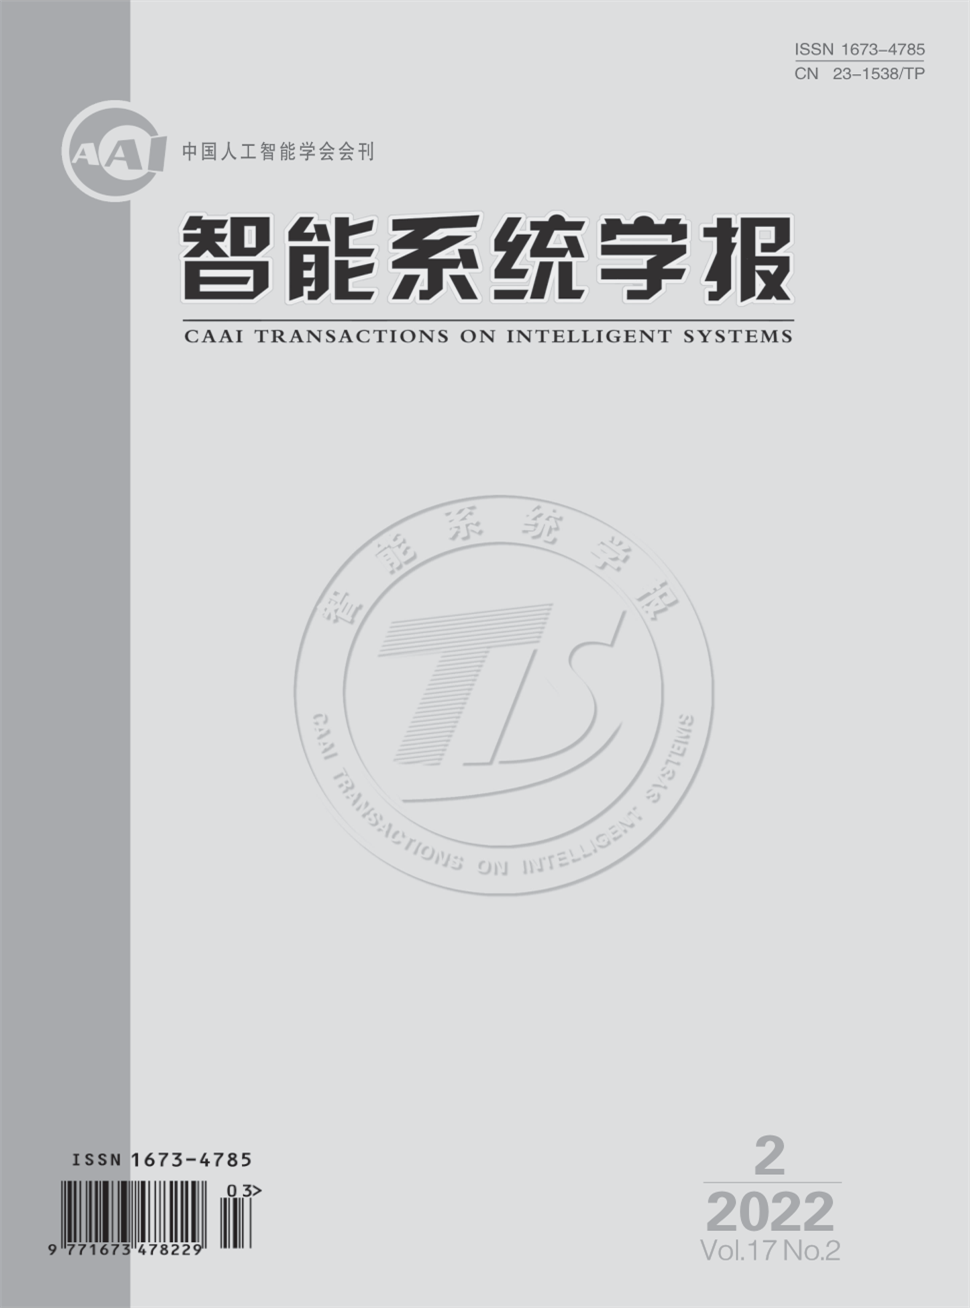 ISSN 1673-4785
CN 23-1538/TP
CAAI
中国人工智能学会会刊
智能系统学报
CAAI TRANSACTIONS ON INTELLIGENT SYSTEMS
智能系统学报
TIS
CAAI TRANSACTIONS ON INTELLIGENT SYSTEMS
ISSN 1673-4785
03>
9 771673 478229
2
2022
Vol.17 No.2